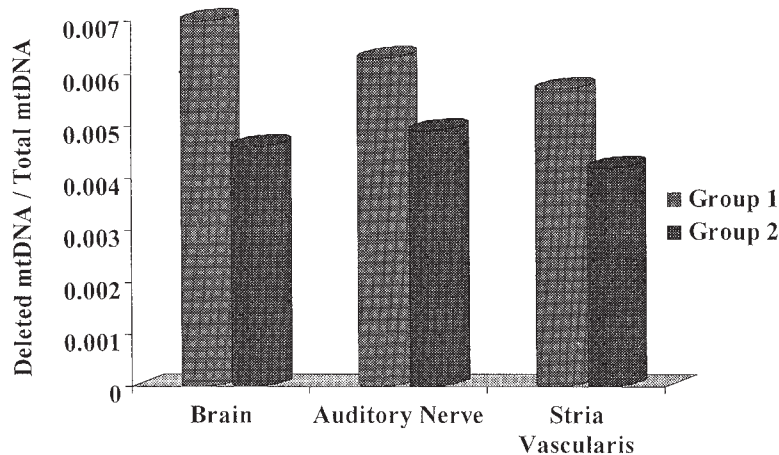 Deleted mtDNA / Total mtDNA
0.007
0.006
0.005
0.004
0.003
0.002
0.001
0
Brain
Auditory Nerve
Stria
Vascularis
Group 1
Group 2